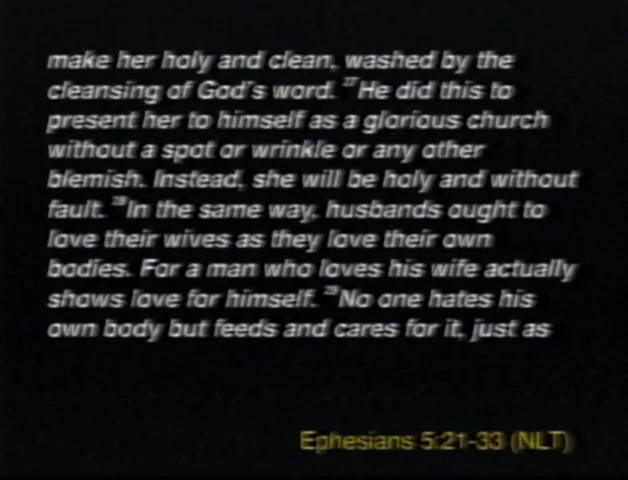 make her holy and clean, washed by the
cleansing of God's word. 27 He did this to
present her to himself as a glorious church
without a spot or wrinkle or any other
blemish. Instead, she will be holy and without
fault. 28 In the same way, husbands ought to
love their wives as they love their own
bodies. For a man who loves his wife actually
shows love for himself. 29 No one hates his
own body but feeds and cares for it, just as
Ephesians 5:21-33 (NLT)